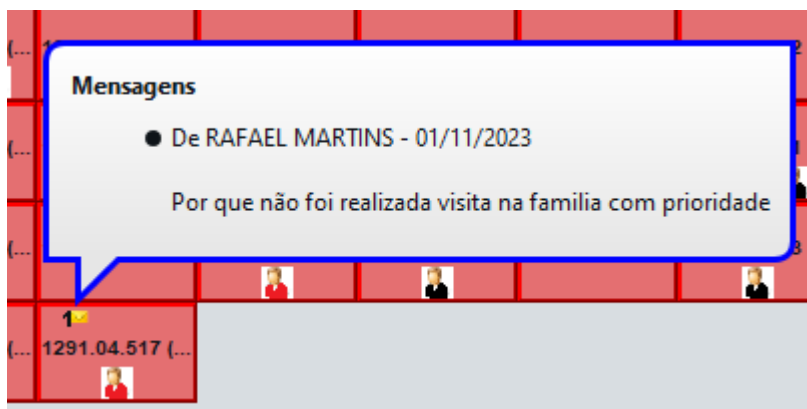 (...
2
Mensagens
● De RAFAEL MARTINS - 01/11/2023
(...
Por que não foi realizada visita na familia com prioridade
(...
1
(... 1291.04.517 (...